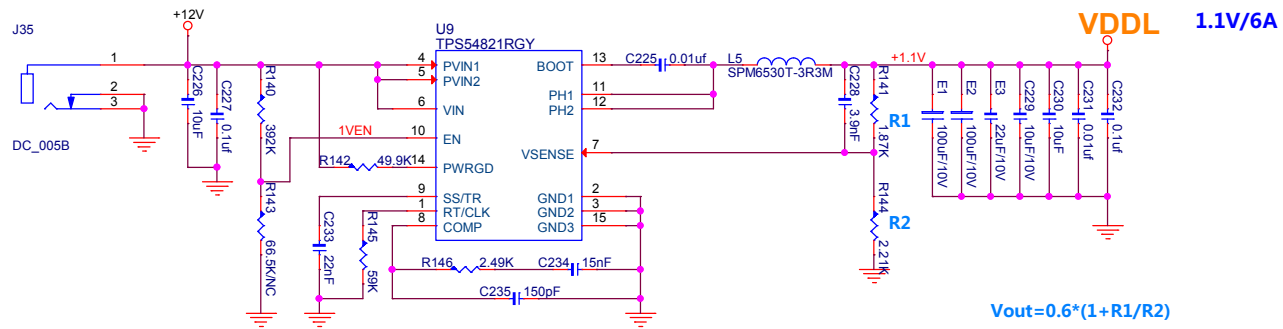 J35
+12V
U9
TPS54821RGY
VDDL
1.1V/6A
1
2
3
DC_005B
C226
10uF
C227
0.1uf
R140
392K
R143
66.5K/NC
1VEN
R142
49.9K
4
PVIN1
5
PVIN2
6
VIN
10
EN
14
PWRGD
9
SS/TR
1
RT/CLK
8
COMP
BOOT
13
PH1
11
PH2
12
VSENSE
7
GND1
2
GND2
3
GND3
15
C225
0.01uf
L5
SPM6530T-3R3M
+1.1V
C228
3.9nF
R141
1.87K
R1
R144
2.21K
R2
E1
100uF/10V
E2
100uF/10V
E3
22uF/10V
C229
100uF/10V
C230
10uF
C231
0.01uf
C232
0.1uf
C233
22nF
R145
59K
R146
2.49K
C234
15nF
C235
150pF
Vout=0.6*(1+R1/R2)